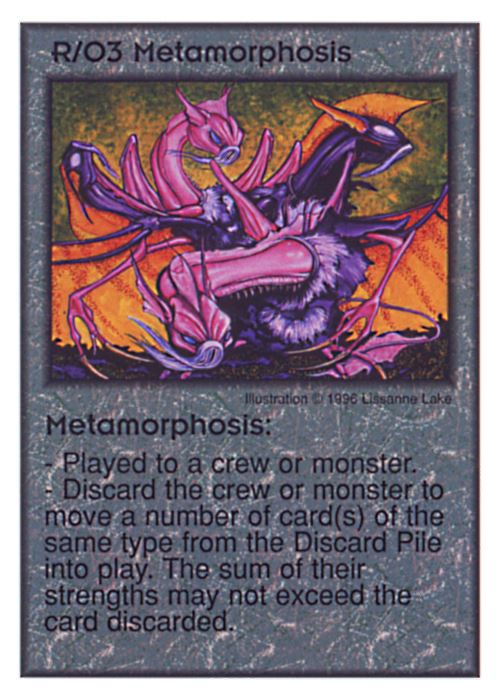 R/O3 Metamorphosis
Illustration © 1996 Lissanne Lake
Metamorphosis:
- Played to a crew or monster.
- Discard the crew or monster to
move a number of card(s) of the
same type from the Discard Pile
into play. The sum of their
strengths may not exceed the
card discarded.